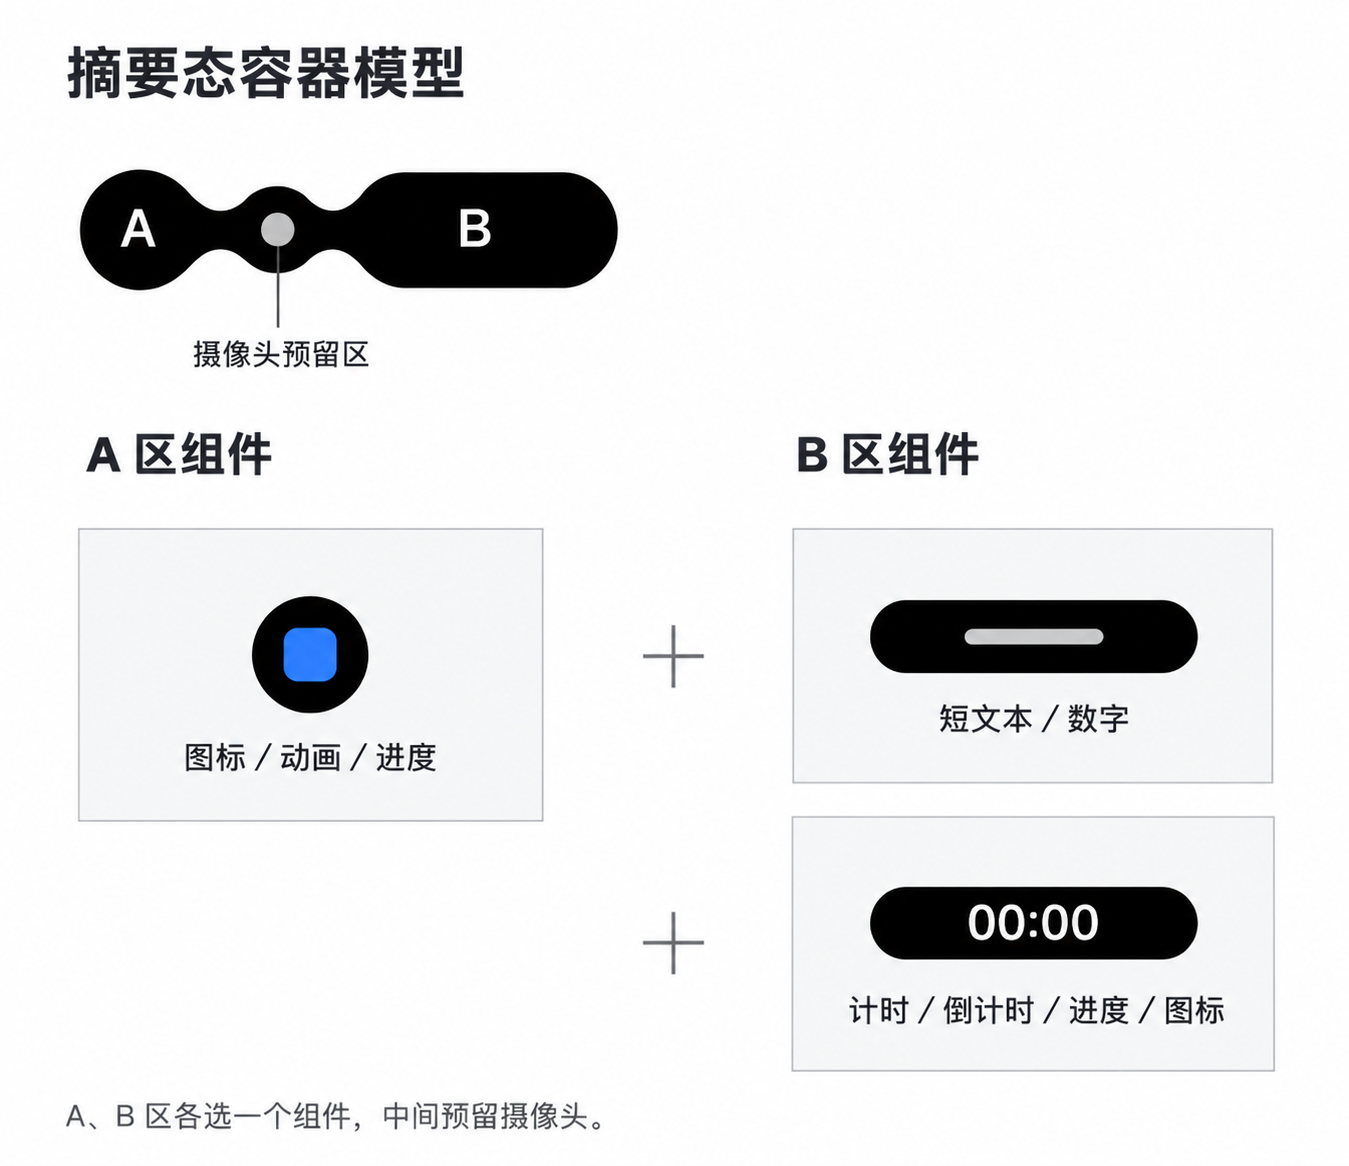 摘要态容器模型
A
B
摄像头预留区
A 区组件
B 区组件
图标 / 动画 / 进度
短文本 / 数字
00:00
计时 / 倒计时 / 进度 / 图标
A、B 区各选一个组件，中间预留摄像头。